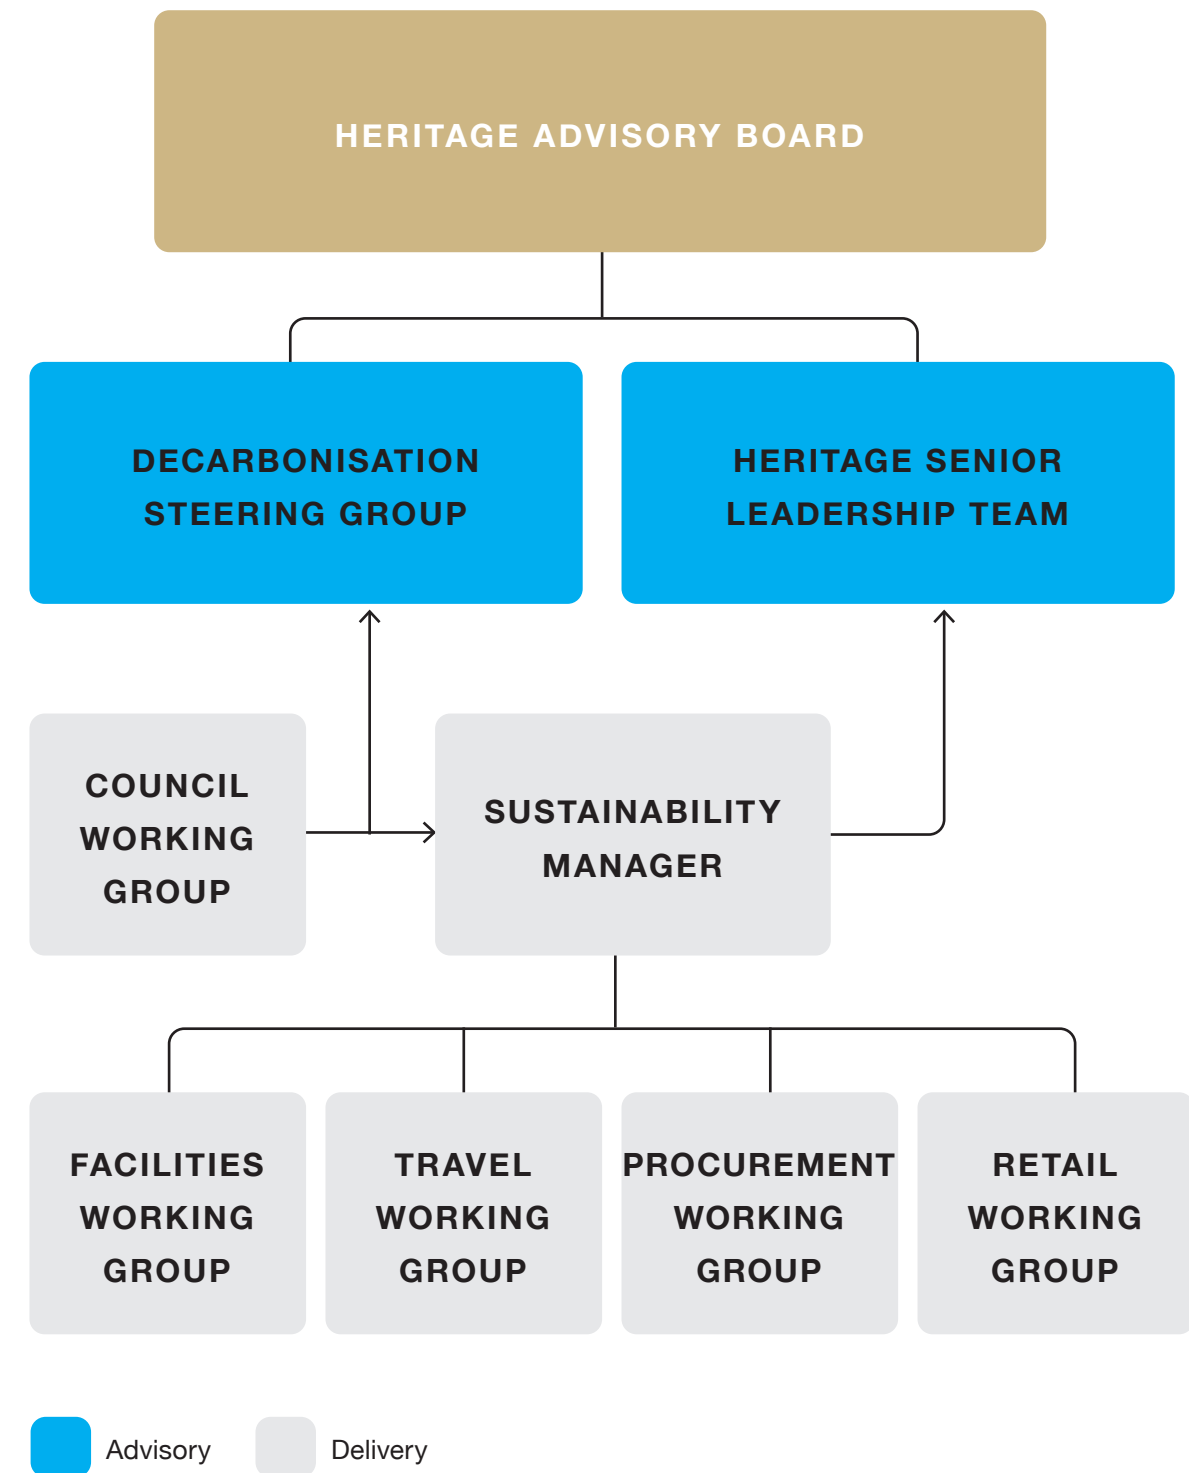 HERITAGE ADVISORY BOARD
DECARBONISATION
STEERING GROUP
HERITAGE SENIOR
LEADERSHIP TEAM
COUNCIL
WORKING
GROUP
SUSTAINABILITY
MANAGER
FACILITIES
WORKING
GROUP
TRAVEL
WORKING
GROUP
PROCUREMENT
WORKING
GROUP
RETAIL
WORKING
GROUP
Advisory
Delivery